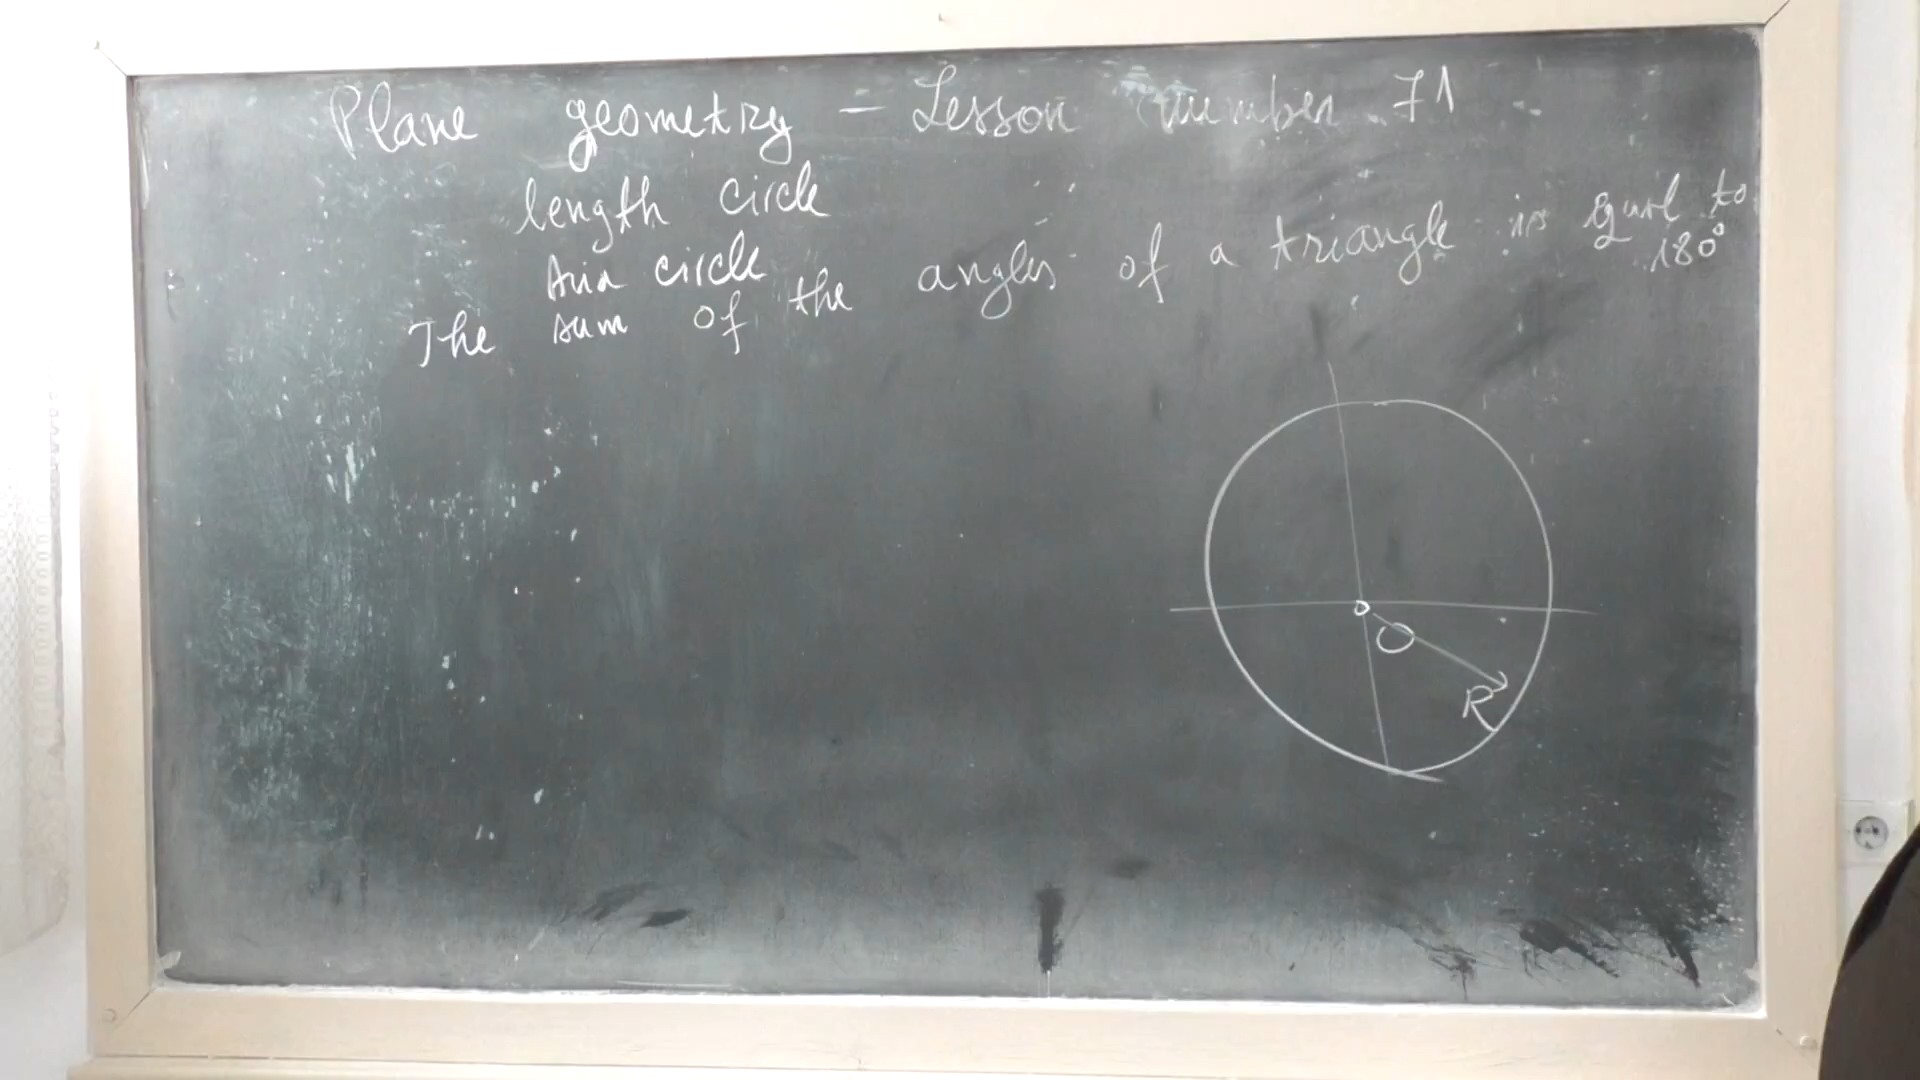 Plane geometry - Lesson number 71
length circle
Aria circle
The sum of the angles of a triangle is equal to
180°
O
R